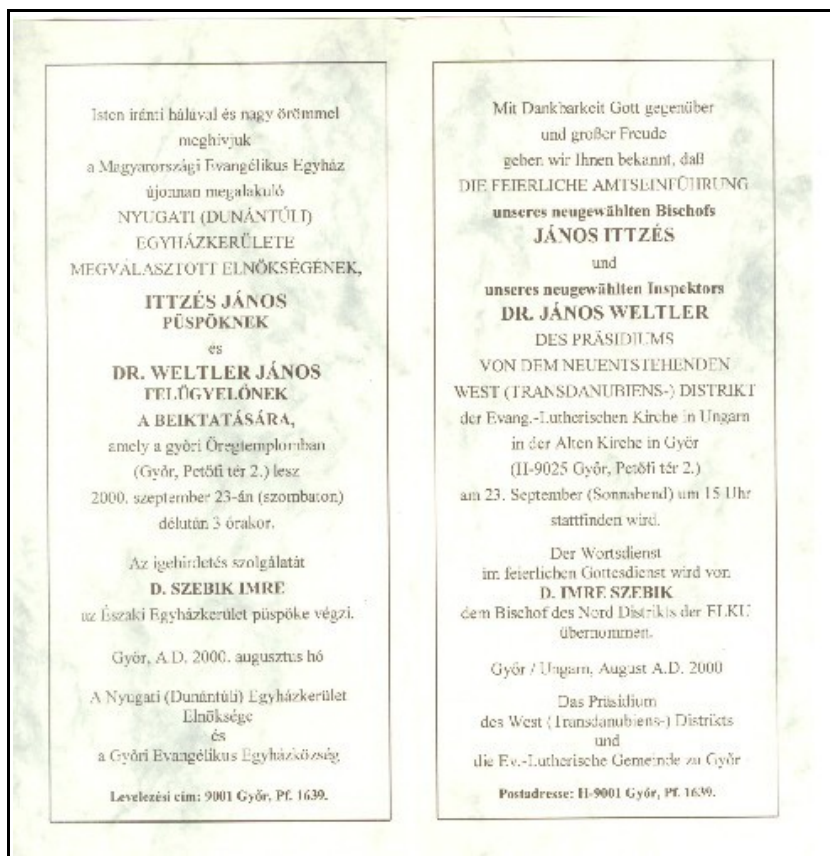 Isten iránti hálával és nagy örömmel
meghívjuk
a Magyarországi Evangélikus Egyház
újonnan megalakuló
NYUGATI (DUNÁNTÚLI)
EGYHÁZKERÜLETE
MEGVÁLASZTOTT ELNÖKSÉGÉNEK,
ITTZÉS JÁNOS
PÜSPÖKNEK
és
DR. WELTLER JÁNOS
FELÜGYELŐNEK
A BEIKTATÁSÁRA,
amely a győri Öregtemplomban
(Győr, Petőfi tér 2.) lesz
2000. szeptember 23-án (szombaton)
délután 3 órakor.
Az igehirdetés szolgálatát
D. SZEBIK IMRE
az Északi Egyházkerület püspöke végzi.
Győr, A.D. 2000. augusztus hó
A Nyugati (Dunántúli) Egyházkerület
Elnöksége
és
a Győri Evangélikus Egyházközség
Levelezési cím: 9001 Győr, Pf. 1639.
Mit Dankbarkeit Gott gegenüber
und großer Freude
geben wir Ihnen bekannt, daß
DIE FEIERLICHE AMTSEINFÜHRUNG
unseres neugewählten Bischofs
JÁNOS ITTZÉS
und
unseres neugewählten Inspektors
DR. JÁNOS WELTLER
DES PRÄSIDIUMS
VON DEM NEUENTSTEHENDEN
WEST (TRANSDANUBIENS-) DISTRIKT
der Evang.-Lutherischen Kirche in Ungarn
in der Alten Kirche in Győr
(H-9025 Győr, Petőfi tér 2.)
am 23. September (Sonnabend) um 15 Uhr
stattfinden wird.
Der Wortsdienst
im feierlichen Gottesdienst wird von
D. IMRE SZEBIK
dem Bischof des Nord Distrikts der ELKU
übernommen.
Győr / Ungarn, August A.D. 2000
Das Präsidium
des West (Transdanubiens-) Distrikts
und
die Ev.-Lutherische Gemeinde zu Győr
Postadresse: H-9001 Győr, Pf. 1639.